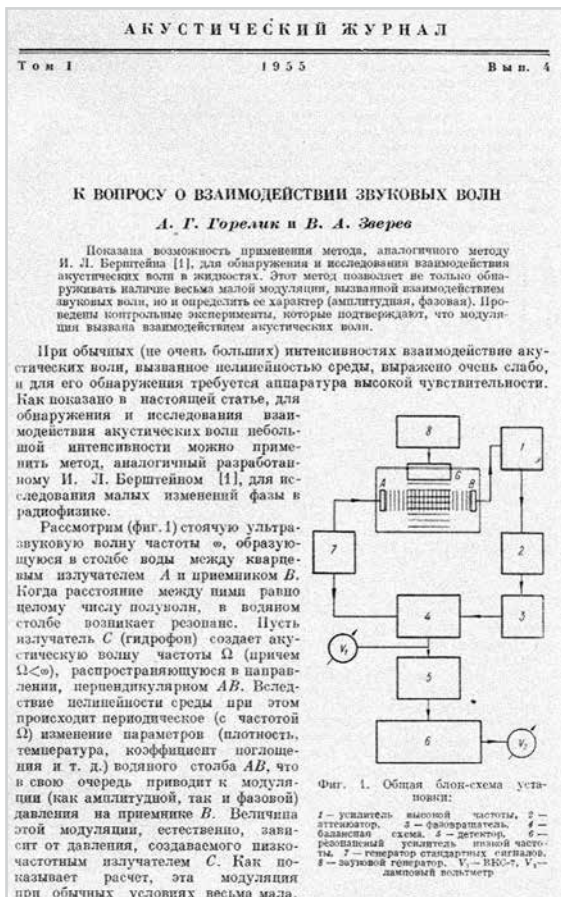 АКУСТИЧЕСКИЙ ЖУРНАЛ
Том I 1955 Вып. 4
К ВОПРОСУ О ВЗАИМОДЕЙСТВИИ ЗВУКОВЫХ ВОЛН
А. Г. Горелик и В. А. Зверев
Показана возможность применения метода, аналогичного методу
И. Л. Берштейна [1], для обнаружения и исследования взаимодействия
акустических волн в жидкостях. Этот метод позволяет не только обна-
руживать наличие весьма малой модуляции, вызванной взаимодействием
звуковых волн, но и определить ее характер (амплитудная, фазовая). Про-
ведены контрольные эксперименты, которые подтверждают, что модуля-
ция вызвана взаимодействием акустических волн.
При обычных (не очень больших) интенсивностях взаимодействие аку-
стических волн, вызванное нелинейностью среды, выражено очень слабо,
и для его обнаружения требуется аппаратура высокой чувствительности.
Как показано в настоящей статье, для
обнаружения и исследования взаи-
модействия акустических волн неболь-
шой интенсивности можно приме-
нить метод, аналогичный разработан-
ному И. Л. Берштейном [1], для ис-
следования малых изменений фазы в
радиофизике.
Рассмотрим (фиг. 1) стоячую ультра-
звуковую волну частоты ω, образую-
щуюся в столбе воды между кварце-
вым излучателем A и приемником B.
Когда расстояние между ними равно
целому числу полуволн, в водяном
столбе возникает резонанс. Пусть
излучатель C (гидрофон) создает аку-
стическую волну частоты Ω (причем
Ω<ω), распространяющуюся в направ-
лении, перпендикулярном AB. Вслед-
ствие нелинейности среды при этом
происходит периодическое (с частотой
Ω) изменение параметров (плотность,
температура, коэффициент поглоще-
ния и т. д.) водяного столба AB, что
в свою очередь приводит к модуля-
ции (как амплитудной, так и фазовой)
давления на приемнике B. Величина
этой модуляции, естественно, зави-
сит от давления, создаваемого низко-
частотным излучателем C. Как по-
казывает расчет, эта модуляция
при обычных условиях весьма мала.
8
1
A
G
B
7
2
4
3
V₁
5
6
V₂
Фиг. 1. Общая блок-схема уста-
новки:
1 — усилитель высокой частоты, 2 —
аттенюатор, 3 — фазовращатель, 4 —
балансная схема, 5 — детектор, 6 —
резонансный усилитель низкой часто-
ты, 7 — генератор стандартных сигналов,
8 — звуковой генератор, V₁ — ВКС-7, V₂ —
ламповый вольтметр